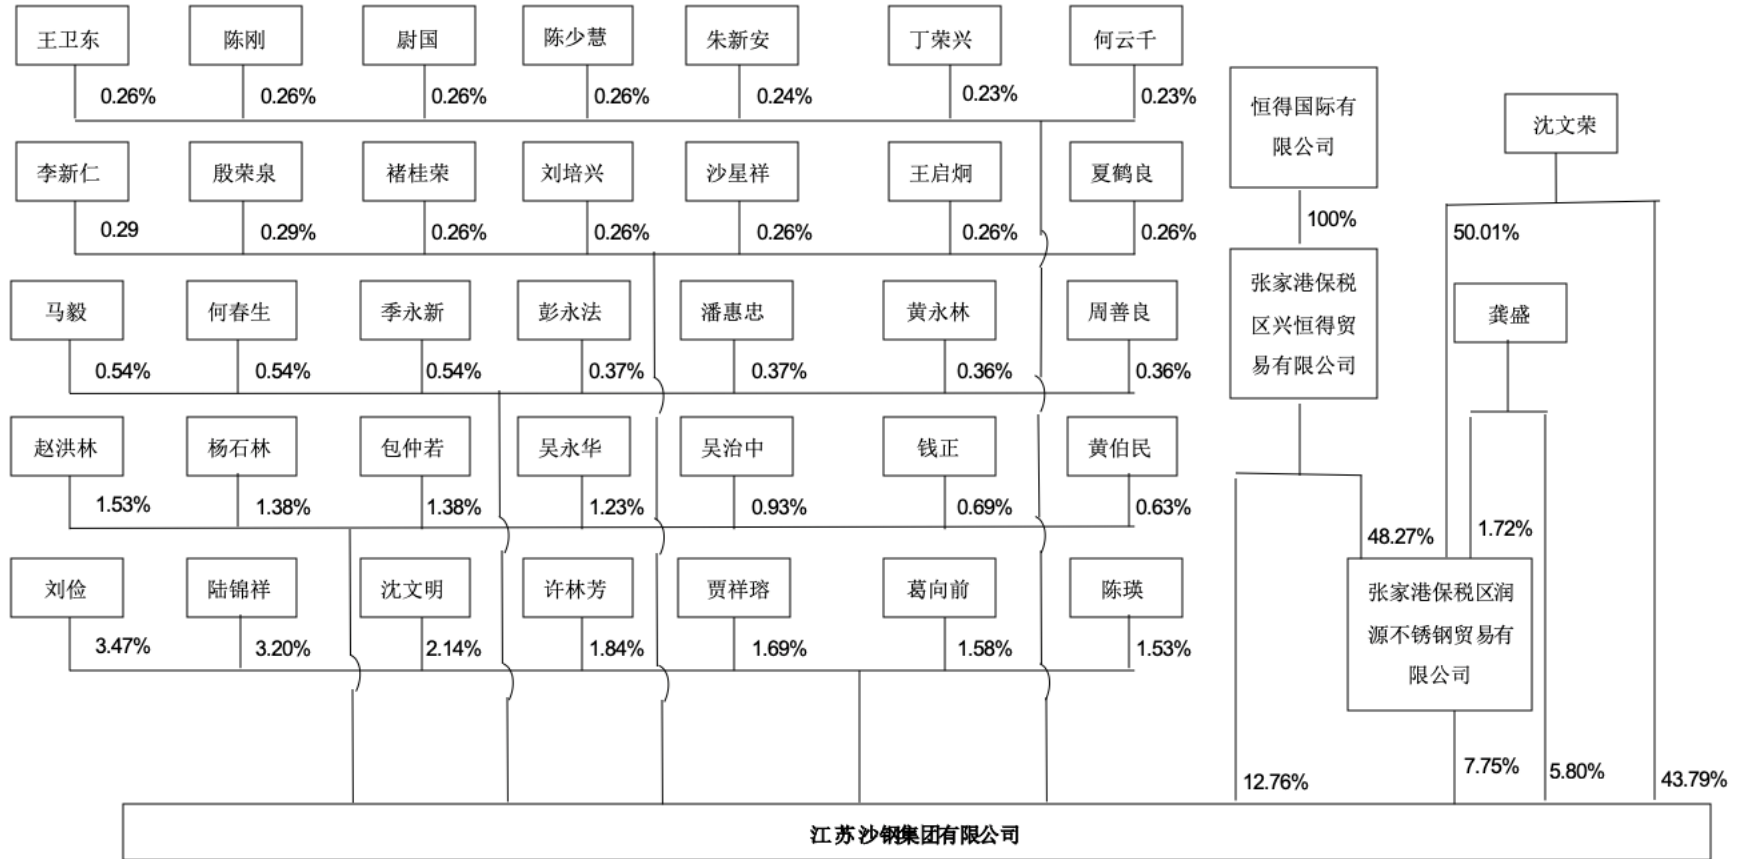 王卫东
陈刚
尉国
陈少慧
朱新安
丁荣兴
何云千
0.26%
0.26%
0.26%
0.26%
0.24%
0.23%
0.23%
李新仁
殷荣泉
褚桂荣
刘培兴
沙星祥
王启炯
夏鹤良
0.29
0.29%
0.26%
0.26%
0.26%
0.26%
0.26%
马毅
何春生
季永新
彭永法
潘惠忠
黄永林
周善良
0.54%
0.54%
0.54%
0.37%
0.37%
0.36%
0.36%
赵洪林
杨石林
包仲若
吴永华
吴治中
钱正
黄伯民
1.53%
1.38%
1.38%
1.23%
0.93%
0.69%
0.63%
刘俭
陆锦祥
沈文明
许林芳
贾祥瑢
葛向前
陈瑛
3.47%
3.20%
2.14%
1.84%
1.69%
1.58%
1.53%
恒得国际有
限公司
100%
张家港保税
区兴恒得贸
易有限公司
沈文荣
50.01%
龚盛
1.72%
48.27%
张家港保税区润
源不锈钢贸易有
限公司
12.76%
7.75%
5.80%
43.79%
江苏沙钢集团有限公司